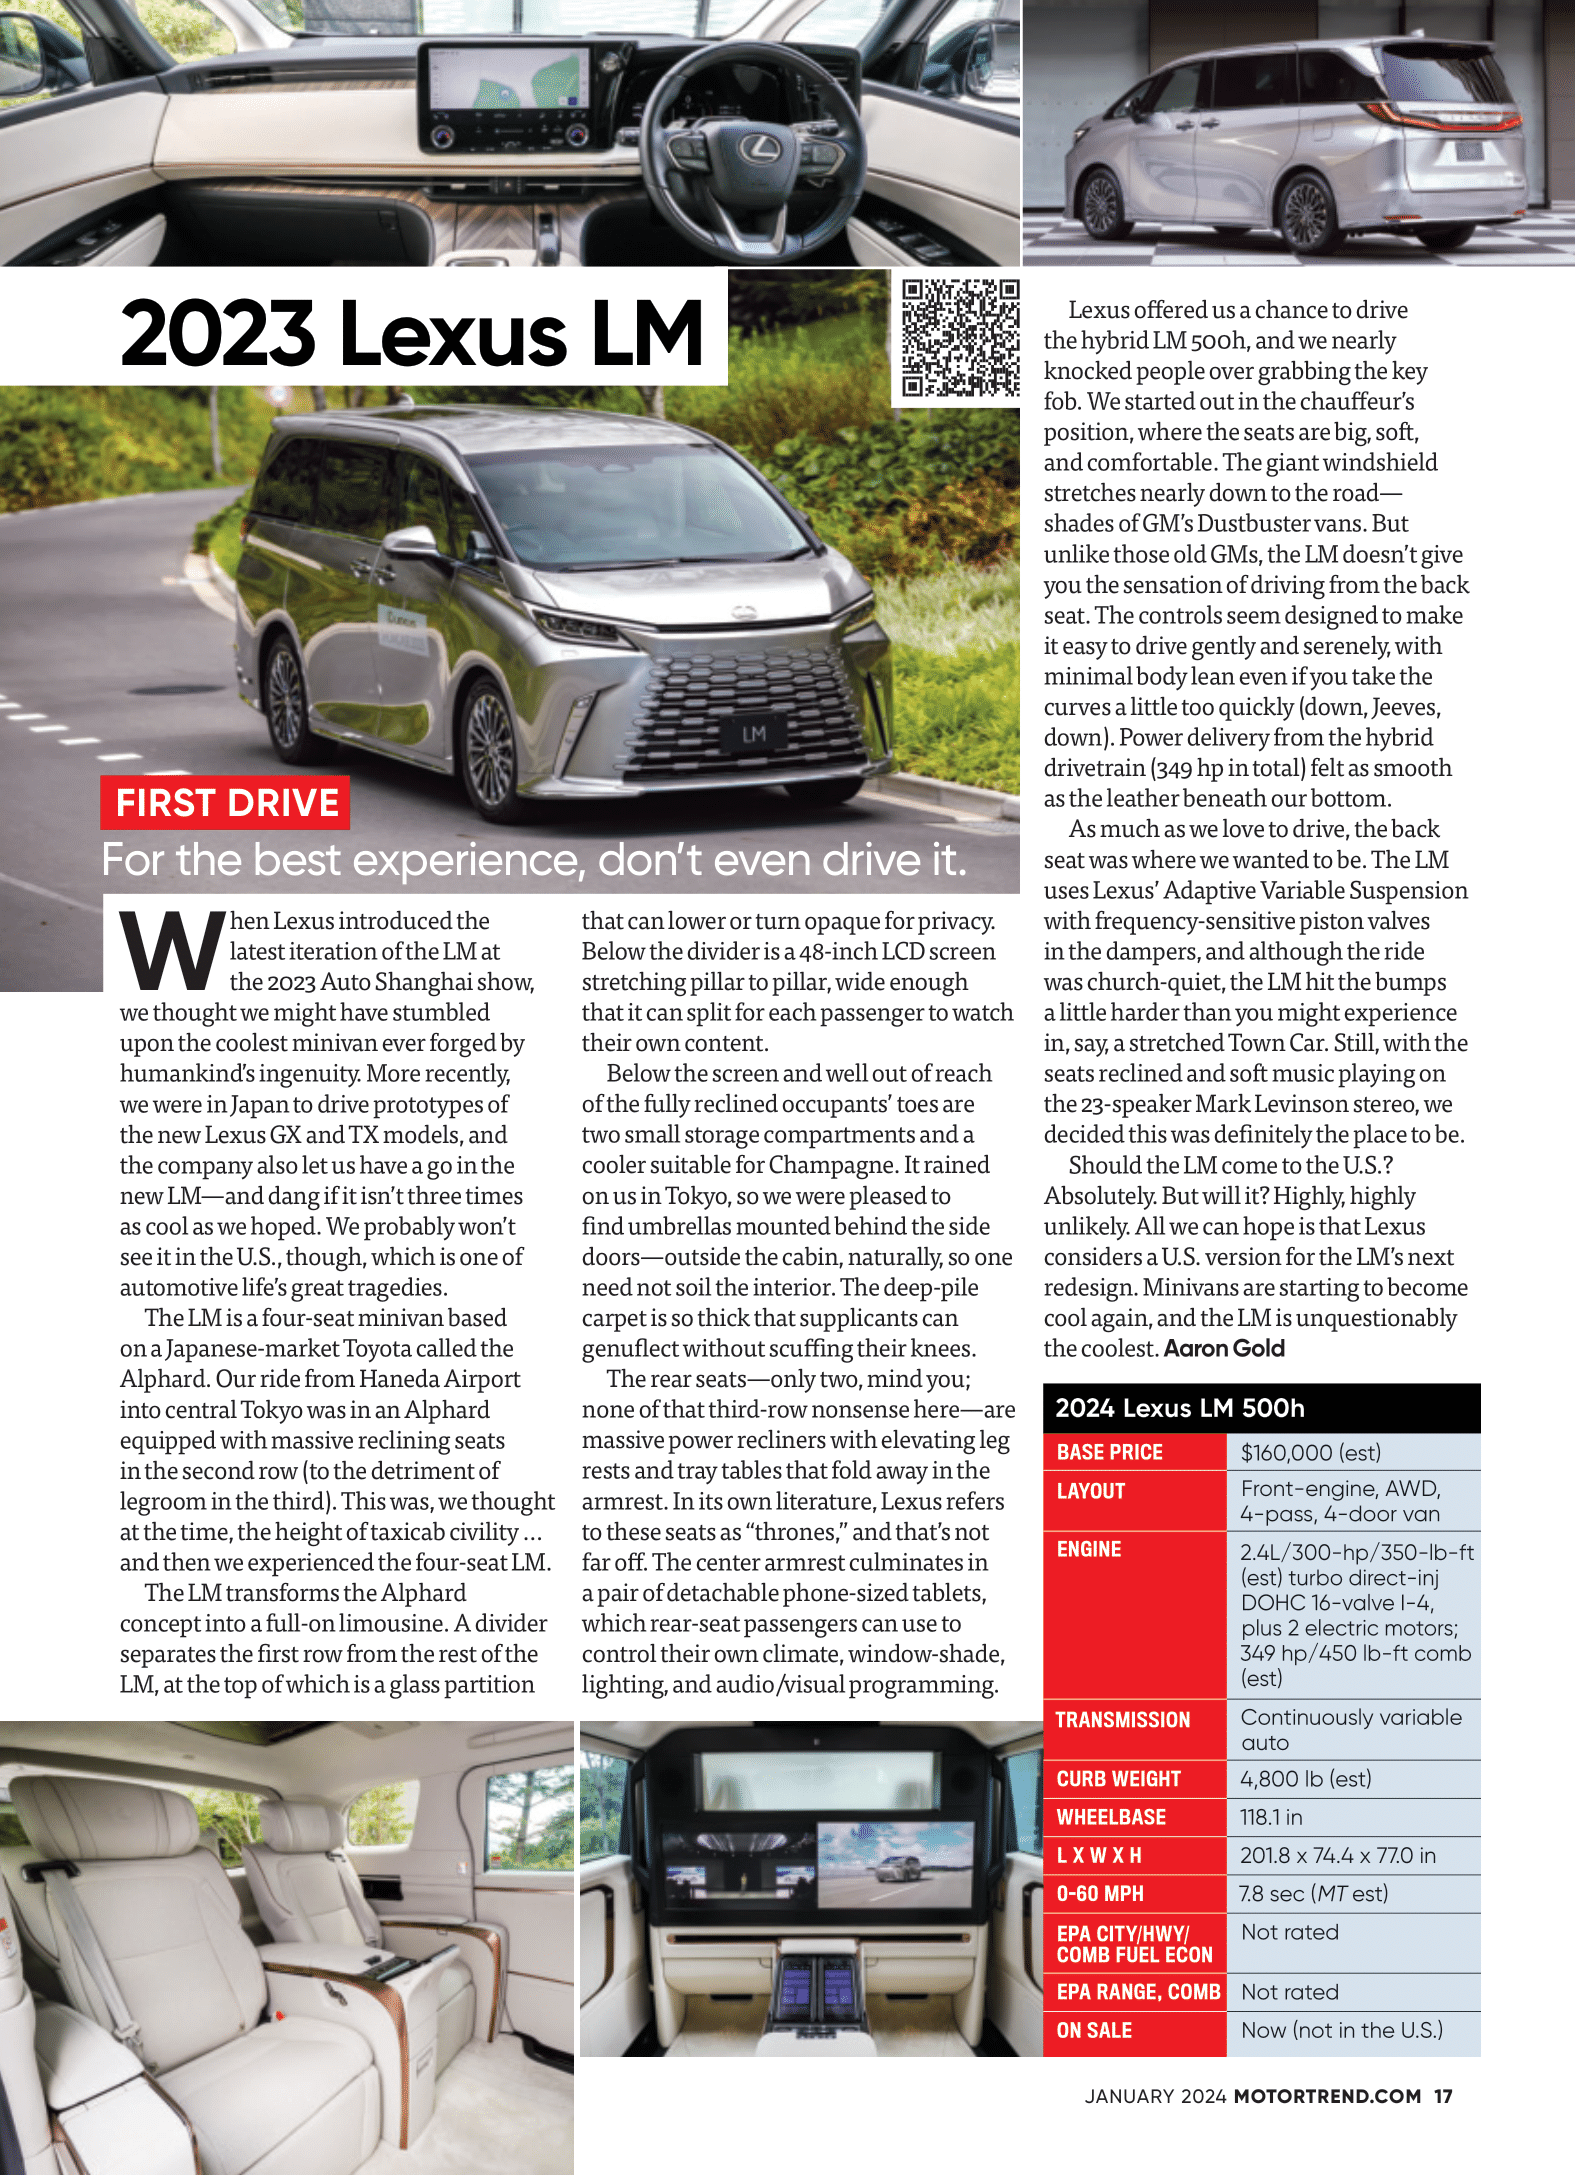 2023 Lexus LM
LM
FIRST DRIVE
For the best experience, don't even drive it.
When Lexus introduced the
latest iteration of the LM at
the 2023 Auto Shanghai show,
we thought we might have stumbled
upon the coolest minivan ever forged by
humankind's ingenuity. More recently,
we were in Japan to drive prototypes of
the new Lexus GX and TX models, and
the company also let us have a go in the
new LM—and dang if it isn't three times
as cool as we hoped. We probably won't
see it in the U.S., though, which is one of
automotive life's great tragedies.
The LM is a four-seat minivan based
on a Japanese-market Toyota called the
Alphard. Our ride from Haneda Airport
into central Tokyo was in an Alphard
equipped with massive reclining seats
in the second row (to the detriment of
legroom in the third). This was, we thought
at the time, the height of taxicab civility …
and then we experienced the four-seat LM.
The LM transforms the Alphard
concept into a full-on limousine. A divider
separates the first row from the rest of the
LM, at the top of which is a glass partition
that can lower or turn opaque for privacy.
Below the divider is a 48-inch LCD screen
stretching pillar to pillar, wide enough
that it can split for each passenger to watch
their own content.
Below the screen and well out of reach
of the fully reclined occupants' toes are
two small storage compartments and a
cooler suitable for Champagne. It rained
on us in Tokyo, so we were pleased to
find umbrellas mounted behind the side
doors—outside the cabin, naturally, so one
need not soil the interior. The deep-pile
carpet is so thick that supplicants can
genuflect without scuffing their knees.
The rear seats—only two, mind you;
none of that third-row nonsense here—are
massive power recliners with elevating leg
rests and tray tables that fold away in the
armrest. In its own literature, Lexus refers
to these seats as "thrones," and that's not
far off. The center armrest culminates in
a pair of detachable phone-sized tablets,
which rear-seat passengers can use to
control their own climate, window-shade,
lighting, and audio/visual programming.
Lexus offered us a chance to drive
the hybrid LM 500h, and we nearly
knocked people over grabbing the key
fob. We started out in the chauffeur's
position, where the seats are big, soft,
and comfortable. The giant windshield
stretches nearly down to the road—
shades of GM's Dustbuster vans. But
unlike those old GMs, the LM doesn't give
you the sensation of driving from the back
seat. The controls seem designed to make
it easy to drive gently and serenely, with
minimal body lean even if you take the
curves a little too quickly (down, Jeeves,
down). Power delivery from the hybrid
drivetrain (349 hp in total) felt as smooth
as the leather beneath our bottom.
As much as we love to drive, the back
seat was where we wanted to be. The LM
uses Lexus' Adaptive Variable Suspension
with frequency-sensitive piston valves
in the dampers, and although the ride
was church-quiet, the LM hit the bumps
a little harder than you might experience
in, say, a stretched Town Car. Still, with the
seats reclined and soft music playing on
the 23-speaker Mark Levinson stereo, we
decided this was definitely the place to be.
Should the LM come to the U.S.?
Absolutely. But will it? Highly, highly
unlikely. All we can hope is that Lexus
considers a U.S. version for the LM's next
redesign. Minivans are starting to become
cool again, and the LM is unquestionably
the coolest. Aaron Gold
2024 Lexus LM 500h
BASE PRICE $160,000 (est)
LAYOUT Front-engine, AWD,
4-pass, 4-door van
ENGINE 2.4L/300-hp/350-lb-ft
(est) turbo direct-inj
DOHC 16-valve I-4,
plus 2 electric motors;
349 hp/450 lb-ft comb
(est)
TRANSMISSION Continuously variable
auto
CURB WEIGHT 4,800 lb (est)
WHEELBASE 118.1 in
L X W X H 201.8 x 74.4 x 77.0 in
0-60 MPH 7.8 sec (MT est)
EPA CITY/HWY/ Not rated
COMB FUEL ECON
EPA RANGE, COMB Not rated
ON SALE Now (not in the U.S.)
JANUARY 2024 MOTORTREND.COM 17